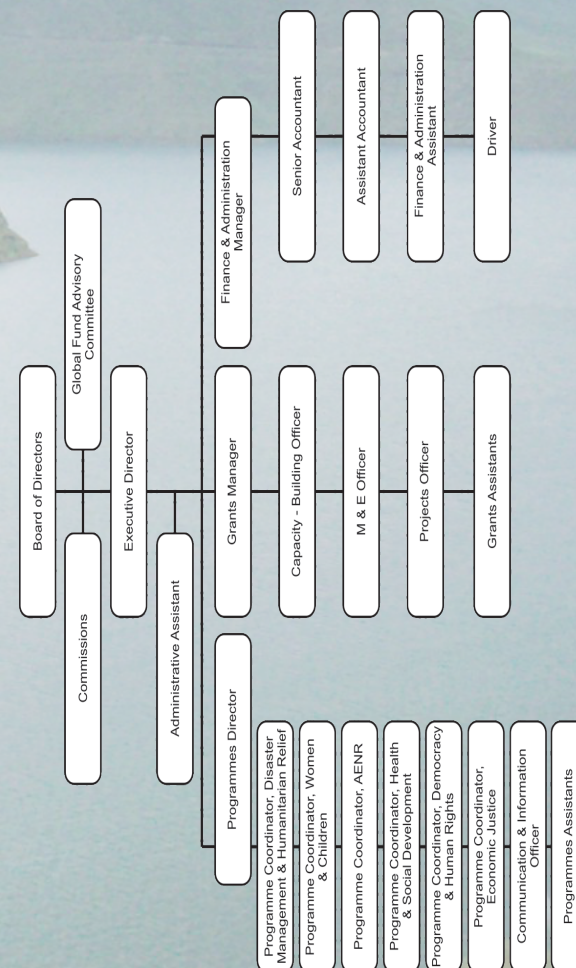 Board of Directors
Commissions
Global Fund Advisory
Committee
Executive Director
Administrative Assistant
Programmes Director
Grants Manager
Finance & Administration
Manager
Programme Coordinator, Disaster
Management & Humanitarian Relief
Programme Coordinator, Women
& Children
Programme Coordinator, AENR
Programme Coordinator, Health
& Social Development
Programme Coordinator, Democracy
& Human Rights
Programme Coordinator,
Economic Justice
Communication & Information
Officer
Programmes Assistants
Capacity - Building Officer
M & E Officer
Projects Officer
Grants Assistants
Senior Accountant
Assistant Accountant
Finance & Administration
Assistant
Driver